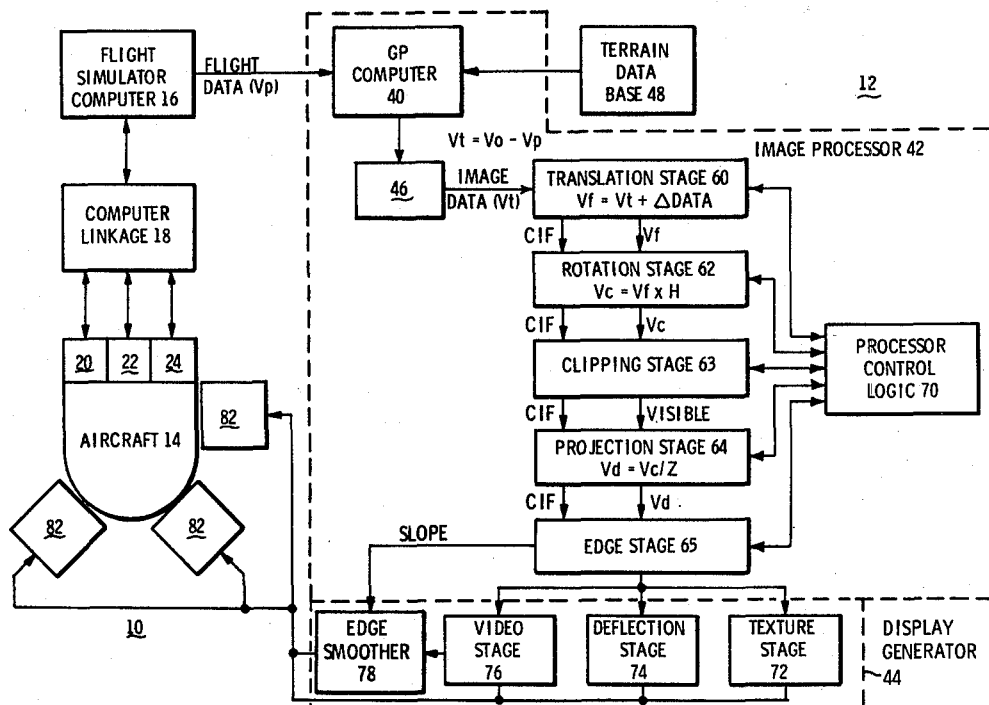 FLIGHT
SIMULATOR
COMPUTER 16
FLIGHT
DATA (Vp)
GP
COMPUTER
40
TERRAIN
DATA
BASE 48
12
Vt = Vo - Vp
IMAGE PROCESSOR 42
46
IMAGE
DATA (Vt)
TRANSLATION STAGE 60
Vf = Vt + ΔDATA
COMPUTER
LINKAGE 18
CIF
Vf
ROTATION STAGE 62
Vc = Vf x H
CIF
Vc
CLIPPING STAGE 63
PROCESSOR
CONTROL
LOGIC 70
20
22
24
82
AIRCRAFT 14
CIF
VISIBLE
PROJECTION STAGE 64
Vd = Vc/Z
CIF
Vd
82
82
SLOPE
EDGE STAGE 65
10
EDGE
SMOOTHER
78
VIDEO
STAGE
76
DEFLECTION
STAGE
74
TEXTURE
STAGE
72
DISPLAY
GENERATOR
44